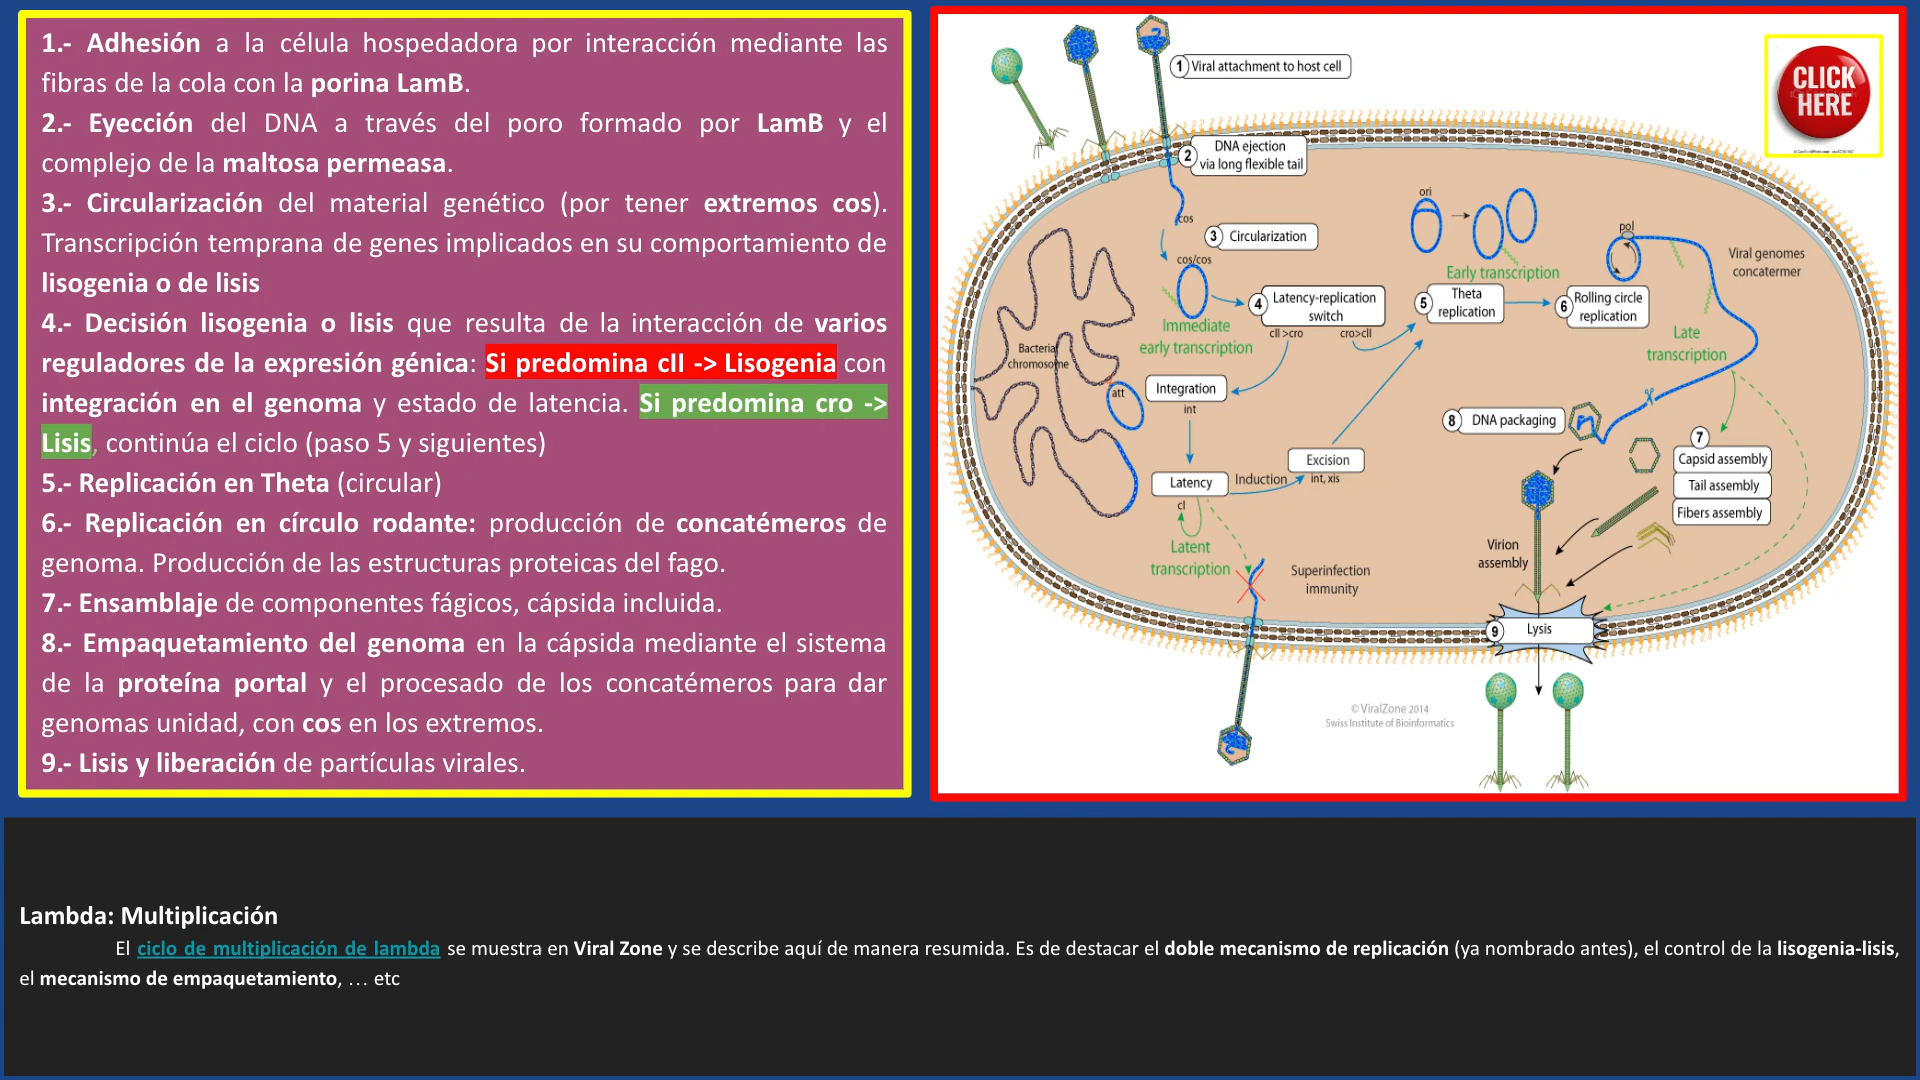 1.- Adhesión a la célula hospedadora por interacción mediante las
fibras de la cola con la porina LamB.
2.- Eyección del DNA a través del poro formado por LamB y el
complejo de la maltosa permeasa.
3.- Circularización del material genético (por tener extremos cos).
Transcripción temprana de genes implicados en su comportamiento de
lisogenia o de lisis
4.- Decisión lisogenia o lisis que resulta de la interacción de varios
reguladores de la expresión génica: Si predomina cII -> Lisogenia con
integración en el genoma y estado de latencia. Si predomina cro ->
Lisis, continúa el ciclo (paso 5 y siguientes)
5.- Replicación en Theta (circular)
6.- Replicación en círculo rodante: producción de concatémeros de
genoma. Producción de las estructuras proteicas del fago.
7.- Ensamblaje de componentes fágicos, cápsida incluida.
8.- Empaquetamiento del genoma en la cápsida mediante el sistema
de la proteína portal y el procesado de los concatémeros para dar
genomas unidad, con cos en los extremos.
9.- Lisis y liberación de partículas virales.
1 Viral attachment to host cell
CLICK
HERE
2 DNA ejection
via long flexible tail
cos
3 Circularization
cos/cos
Immediate
early transcription
4 Latency-replication
switch
cII >cro
cro>cII
ori
Early transcription
5 Theta
replication
6 Rolling circle
replication
pol
Viral genomes
concatermer
Late
transcription
Bacterial
chromosome
att
Integration
int
Latency
cI
Induction
Excision
int, xis
Latent
transcription
Superinfection
immunity
8 DNA packaging
7
Capsid assembly
Tail assembly
Fibers assembly
Virion
assembly
9 Lysis
© ViralZone 2014
Swiss Institute of Bioinformatics
Lambda: Multiplicación
El ciclo de multiplicación de lambda se muestra en Viral Zone y se describe aquí de manera resumida. Es de destacar el doble mecanismo de replicación (ya nombrado antes), el control de la lisogenia-lisis,
el mecanismo de empaquetamiento, … etc